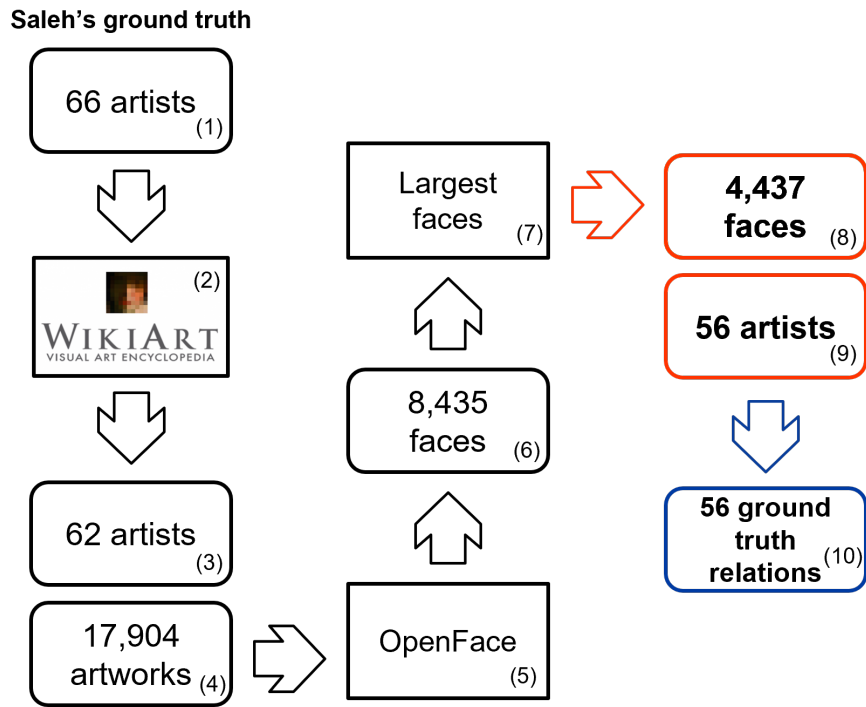 Saleh's ground truth
66 artists
(1)
(2)
WIKIART
VISUAL ART ENCYCLOPEDIA
62 artists
(3)
17,904
artworks
(4)
OpenFace
(5)
8,435
faces
(6)
Largest
faces
(7)
4,437
faces
(8)
56 artists
(9)
56 ground
truth
relations
(10)